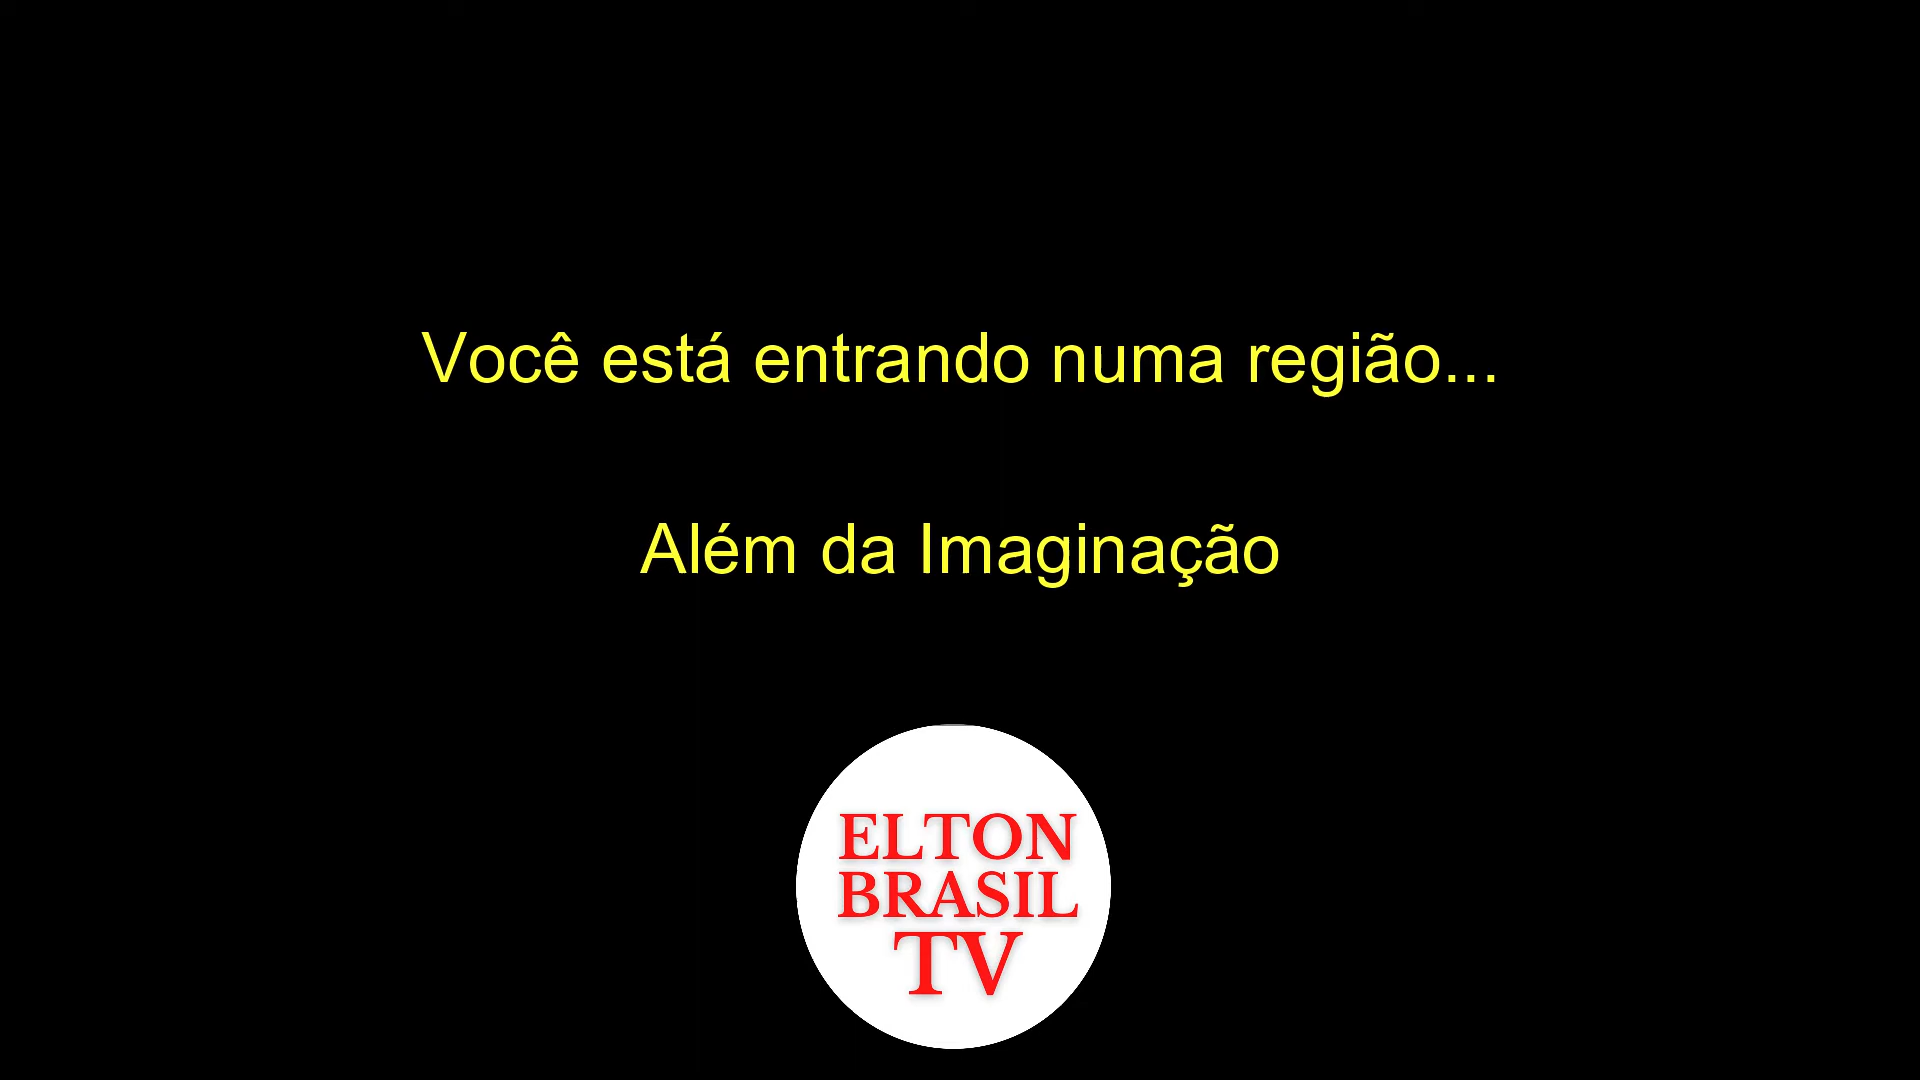 Você está entrando numa região...
Além da Imaginação
ELTON
BRASIL
TV